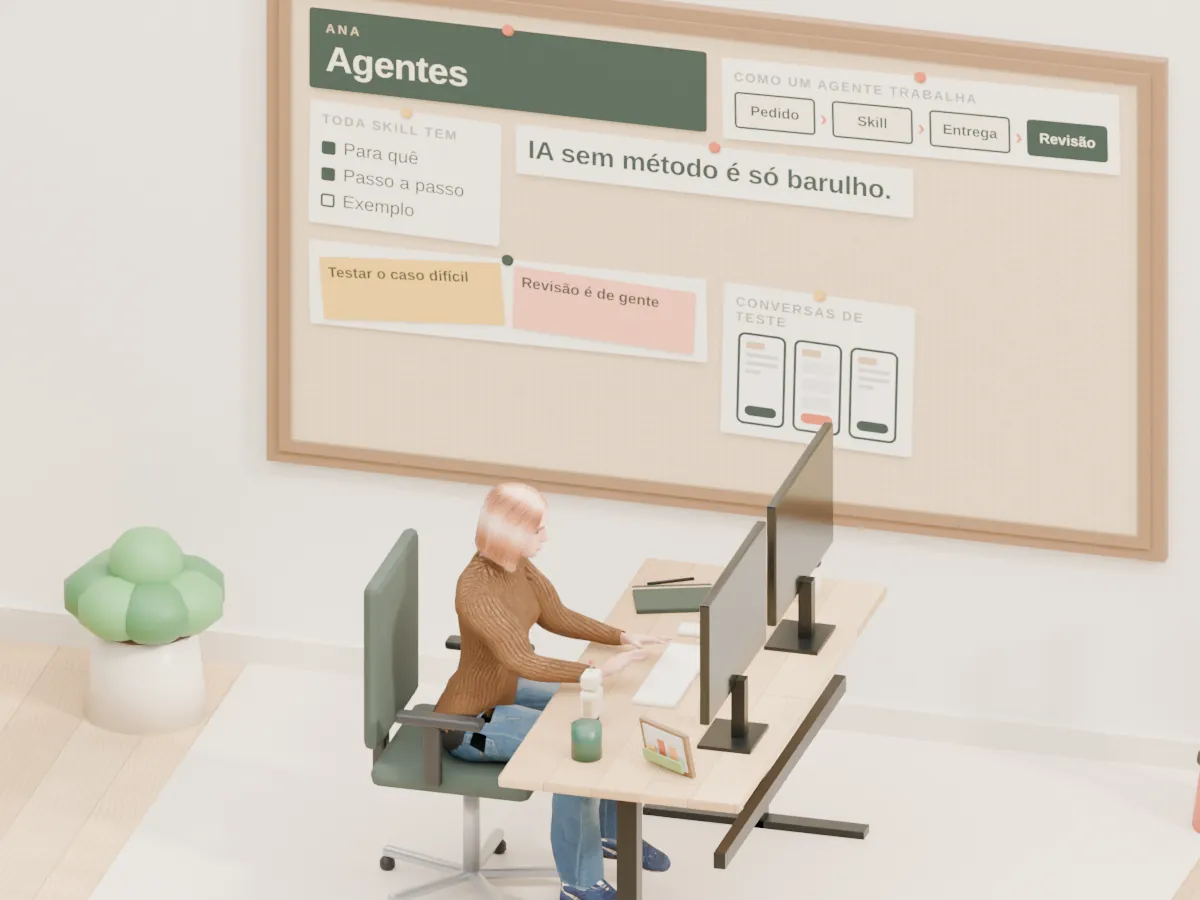 ANA
Agentes
COMO UM AGENTE TRABALHA
Pedido
Skill
Entrega
Revisão
TODA SKILL TEM
Para quê
Passo a passo
Exemplo
IA sem método é só barulho.
Testar o caso difícil
Revisão é de gente
CONVERSAS DE
TESTE